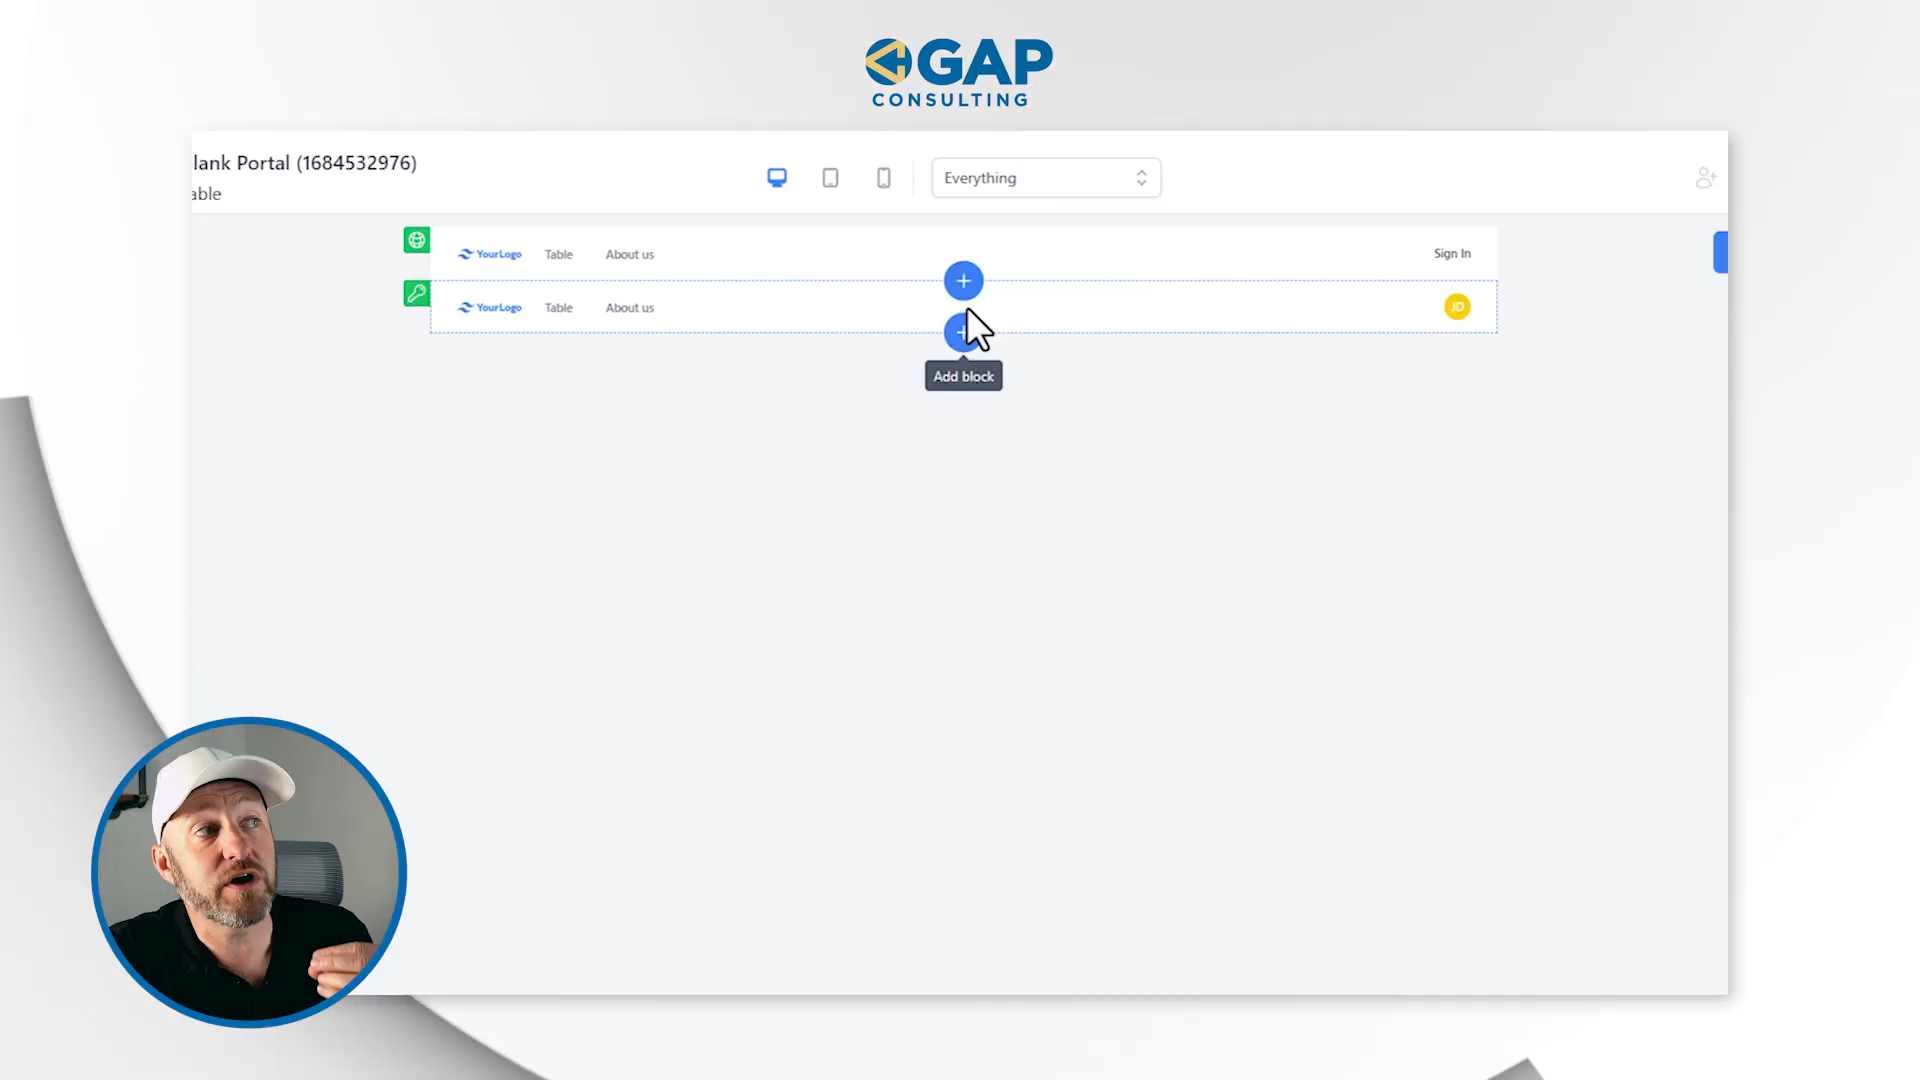 GAP
CONSULTING
lank Portal (1684532976)
able
Everything
YourLogo Table About us Sign In
YourLogo Table About us JD
Add block